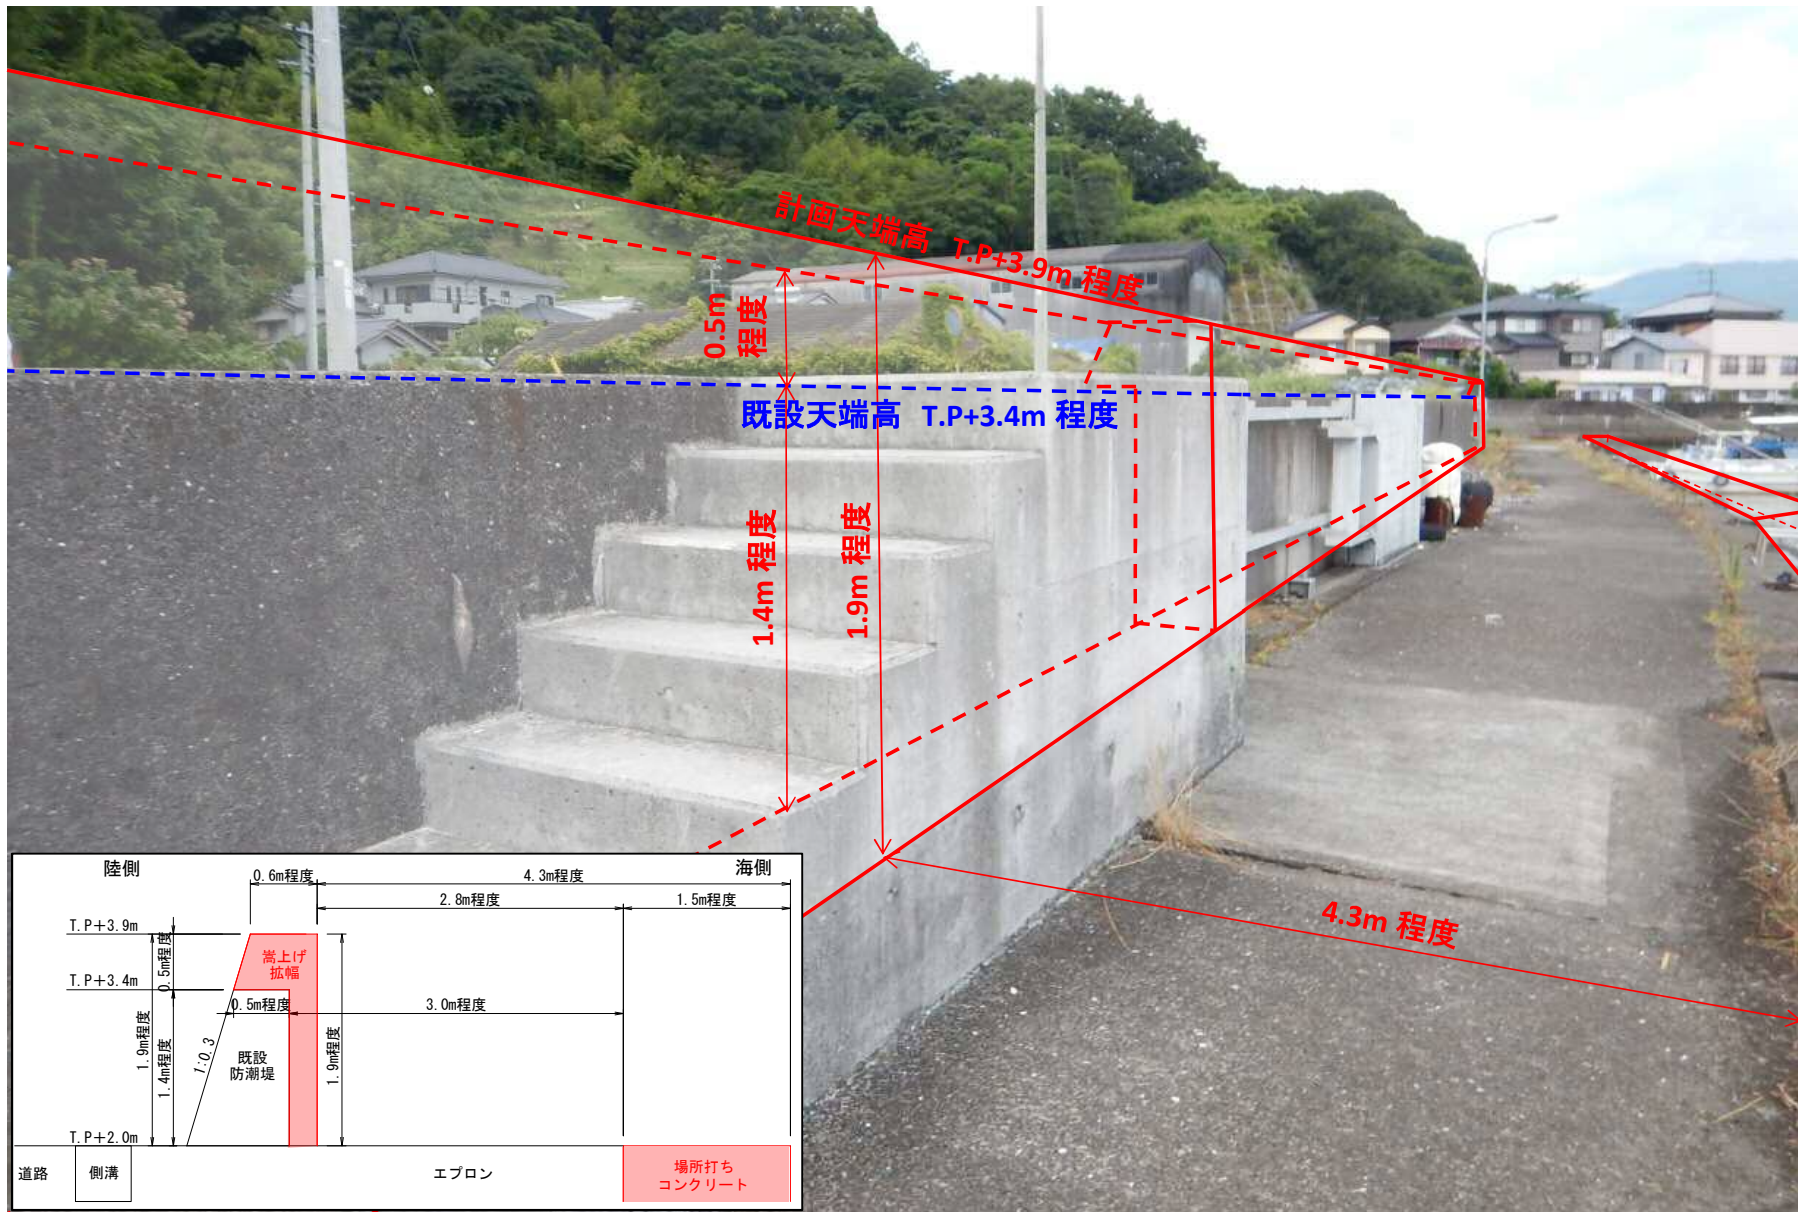 計画天端高 T.P+3.9m 程度
0.5m
程度
既設天端高 T.P+3.4m 程度
1.4m 程度
1.9m 程度
4.3m 程度
陸側
海側
0.6m程度
4.3m程度
2.8m程度
1.5m程度
T.P+3.9m
0.5m程度
嵩上げ
拡幅
T.P+3.4m
0.5m程度
3.0m程度
1.9m程度
1.4m程度
1:0.3
既設
防潮堤
1.9m程度
T.P+2.0m
道路
側溝
エプロン
場所打ち
コンクリート